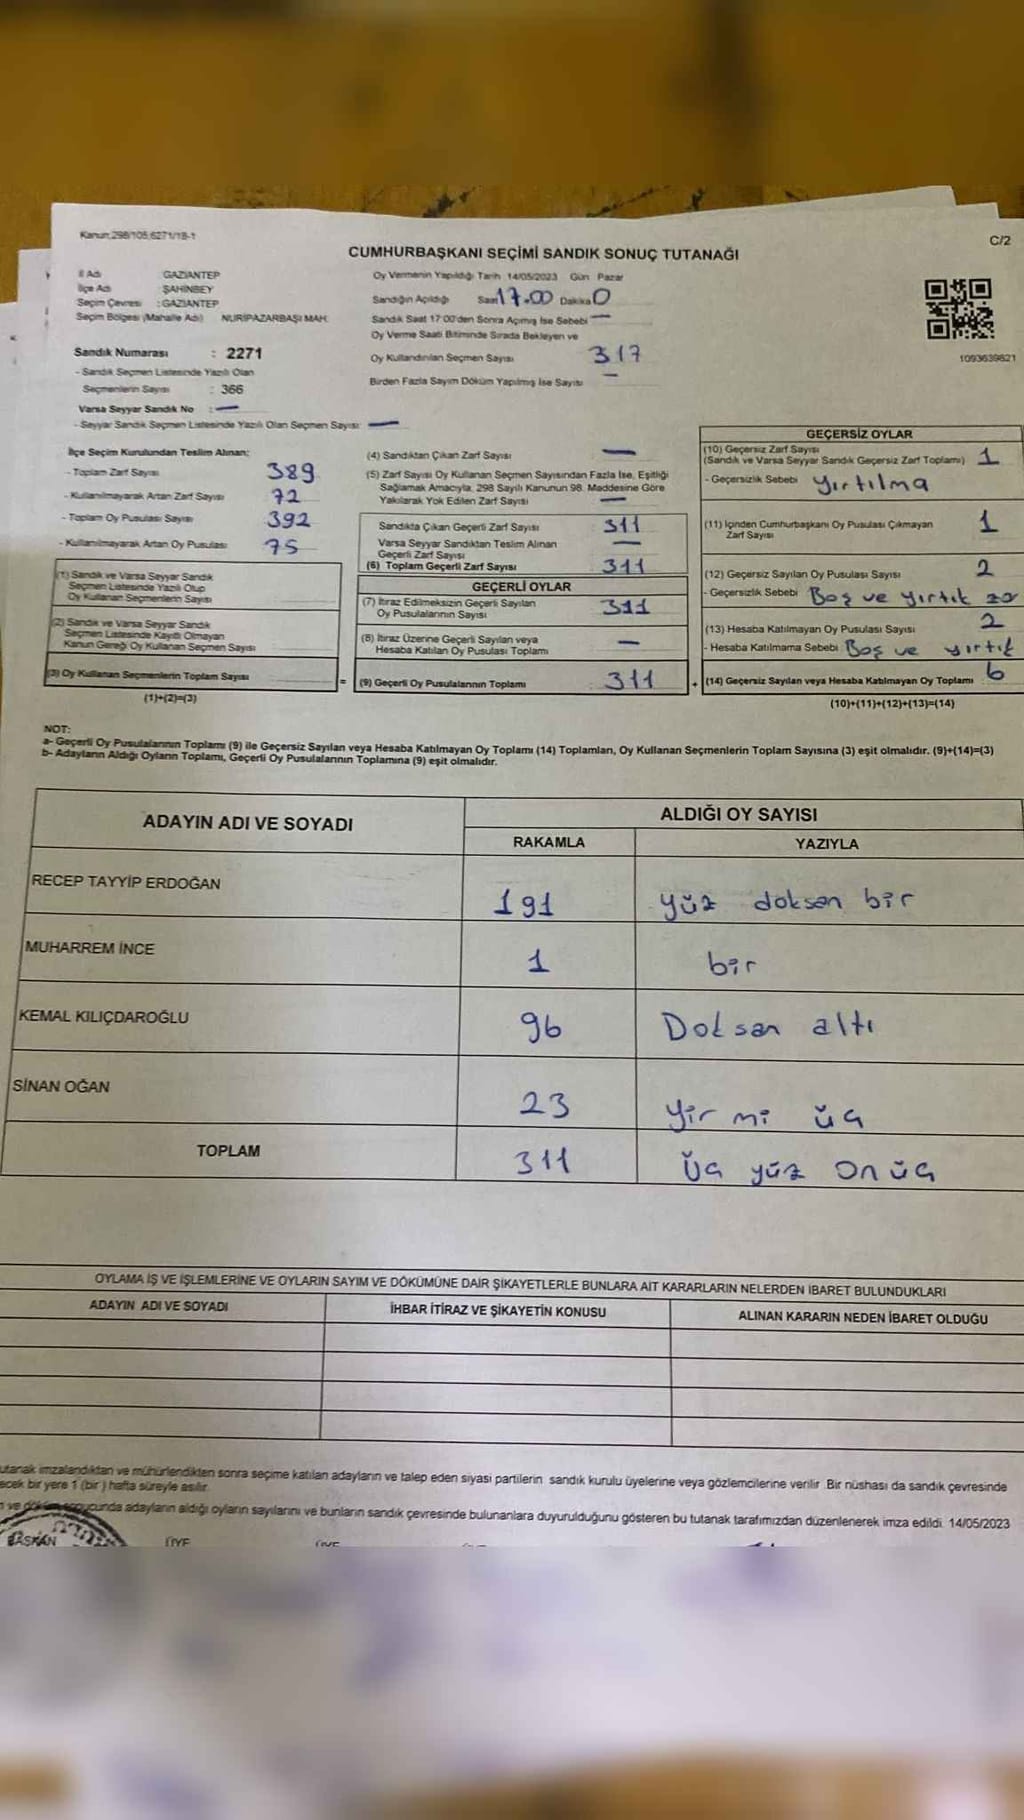 Kanun;298/105,6271/18-1
C/2
CUMHURBAŞKANI SEÇİMİ SANDIK SONUÇ TUTANAĞI
İl Adı : GAZİANTEP
İlçe Adı : ŞAHİNBEY
Seçim Çevresi : GAZİANTEP
Seçim Bölgesi (Mahalle Adı) NURİPAZARBAŞI MAH.
Oy Vermenin Yapıldığı Tarih 14/05/2023 Gün Pazar
Sandığın Açıldığı Saat 17.00 Dakika 0
Sandık Saat 17:00'den Sonra Açımış İse Sebebi —
Oy Verme Saati Bitiminde Sırada Bekleyen ve
Oy Kullandırılan Seçmen Sayısı 317
Birden Fazla Sayım Döküm Yapılmış İse Sayısı —
1093639821
Sandık Numarası : 2271
- Sandık Seçmen Listesinde Yazılı Olan
Seçmenlerin Sayısı : 366
Varsa Seyyar Sandık No : —
- Seyyar Sandık Seçmen Listesinde Yazılı Olan Seçmen Sayısı: —
İlçe Seçim Kurulundan Teslim Alınan;
- Toplam Zarf Sayısı 389
- Kullanılmayarak Artan Zarf Sayısı 72
- Toplam Oy Pusulası Sayısı 392
- Kullanılmayarak Artan Oy Pusulası 75
(1) Sandık ve Varsa Seyyar Sandık
Seçmen Listesinde Yazılı Olup
Oy Kullanan Seçmenlerin Sayısı
(2) Sandık ve Varsa Seyyar Sandık
Seçmen Listesinde Kayıtlı Olmayan
Kanun Gereği Oy Kullanan Seçmen Sayısı
(3) Oy Kullanan Seçmenlerin Toplam Sayısı
(1)+(2)=(3)
=
(4) Sandıktan Çıkan Zarf Sayısı —
(5) Zarf Sayısı Oy Kullanan Seçmen Sayısından Fazla İse, Eşitliği
Sağlamak Amacıyla; 298 Sayılı Kanunun 98. Maddesine Göre
Yakılarak Yok Edilen Zarf Sayısı —
Sandıkta Çıkan Geçerli Zarf Sayısı 311
Varsa Seyyar Sandıktan Teslim Alınan
Geçerli Zarf Sayısı —
(6) Toplam Geçerli Zarf Sayısı 311
GEÇERLİ OYLAR
(7) İtiraz Edilmeksizin Geçerli Sayılan
Oy Pusulalarının Sayısı 311
(8) İtiraz Üzerine Geçerli Sayılan veya
Hesaba Katılan Oy Pusulası Toplamı —
(9) Geçerli Oy Pusulalarının Toplamı 311
+
GEÇERSİZ OYLAR
(10) Geçersiz Zarf Sayısı
(Sandık ve Varsa Seyyar Sandık Geçersiz Zarf Toplamı) 1
- Geçersizlik Sebebi Yırtılma
(11) İçinden Cumhurbaşkanı Oy Pusulası Çıkmayan
Zarf Sayısı 1
(12) Geçersiz Sayılan Oy Pusulası Sayısı 2
- Geçersizlik Sebebi Boş ve yırtık
(13) Hesaba Katılmayan Oy Pusulası Sayısı 2
- Hesaba Katılmama Sebebi Boş ve yırtık
(14) Geçersiz Sayılan veya Hesaba Katılmayan Oy Toplamı 6
(10)+(11)+(12)+(13)=(14)
NOT:
a- Geçerli Oy Pusulalarının Toplamı (9) ile Geçersiz Sayılan veya Hesaba Katılmayan Oy Toplamı (14) Toplamları, Oy Kullanan Seçmenlerin Toplam Sayısına (3) eşit olmalıdır. (9)+(14)=(3)
b- Adayların Aldığı Oyların Toplamı, Geçerli Oy Pusulalarının Toplamına (9) eşit olmalıdır.
ADAYIN ADI VE SOYADI
ALDIĞI OY SAYISI
RAKAMLA YAZIYLA
RECEP TAYYİP ERDOĞAN 191 yüz doksan bir
MUHARREM İNCE 1 bir
KEMAL KILIÇDAROĞLU 96 Doksan altı
SİNAN OĞAN 23 yirmi üç
TOPLAM 311 Üç yüz on üç
OYLAMA İŞ VE İŞLEMLERİNE VE OYLARIN SAYIM VE DÖKÜMÜNE DAİR ŞİKAYETLERLE BUNLARA AİT KARARLARIN NELERDEN İBARET BULUNDUKLARI
ADAYIN ADI VE SOYADI İHBAR İTİRAZ VE ŞİKAYETİN KONUSU ALINAN KARARIN NEDEN İBARET OLDUĞU
utanak imzalandıktan ve mühürlendikten sonra seçime katılan adayların ve talep eden siyasi partilerin sandık kurulu üyelerine veya gözlemcilerine verilir. Bir nüshası da sandık çevresinde
ecek bir yere 1 (bir) hafta süreyle asılır.
ve döküm sonucunda adayların aldığı oyların sayılarını ve bunların sandık çevresinde bulunanlara duyurulduğunu gösteren bu tutanak tarafımızdan düzenlenerek imza edildi. 14/05/2023
BAŞKAN ÜYE ÜYE